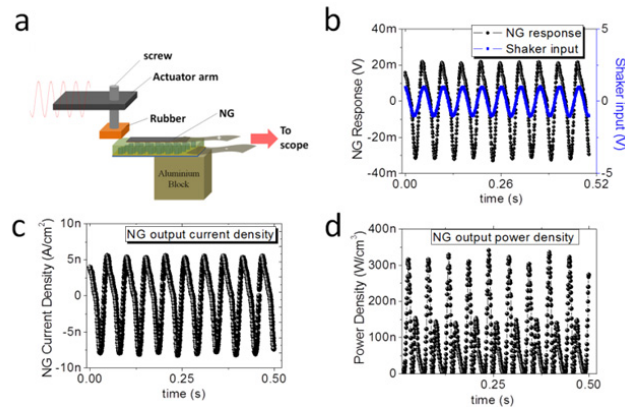 a
screw
Actuator arm
Rubber
NG
To
scope
Aluminium
Block
b
NG response
Shaker input
NG Response (V)
40m
20m
0
-20m
-40m
Shaker input (V)
5
0
-5
0.00 0.26 0.52
time (s)
c
NG output current density
NG Current Density (A/cm²)
10n
5n
0
-5n
-10n
0.00 0.25 0.50
time (s)
d
NG output power density
Power Density (W/cm³)
400n
300n
200n
100n
0
0.25 0.50
time (s)